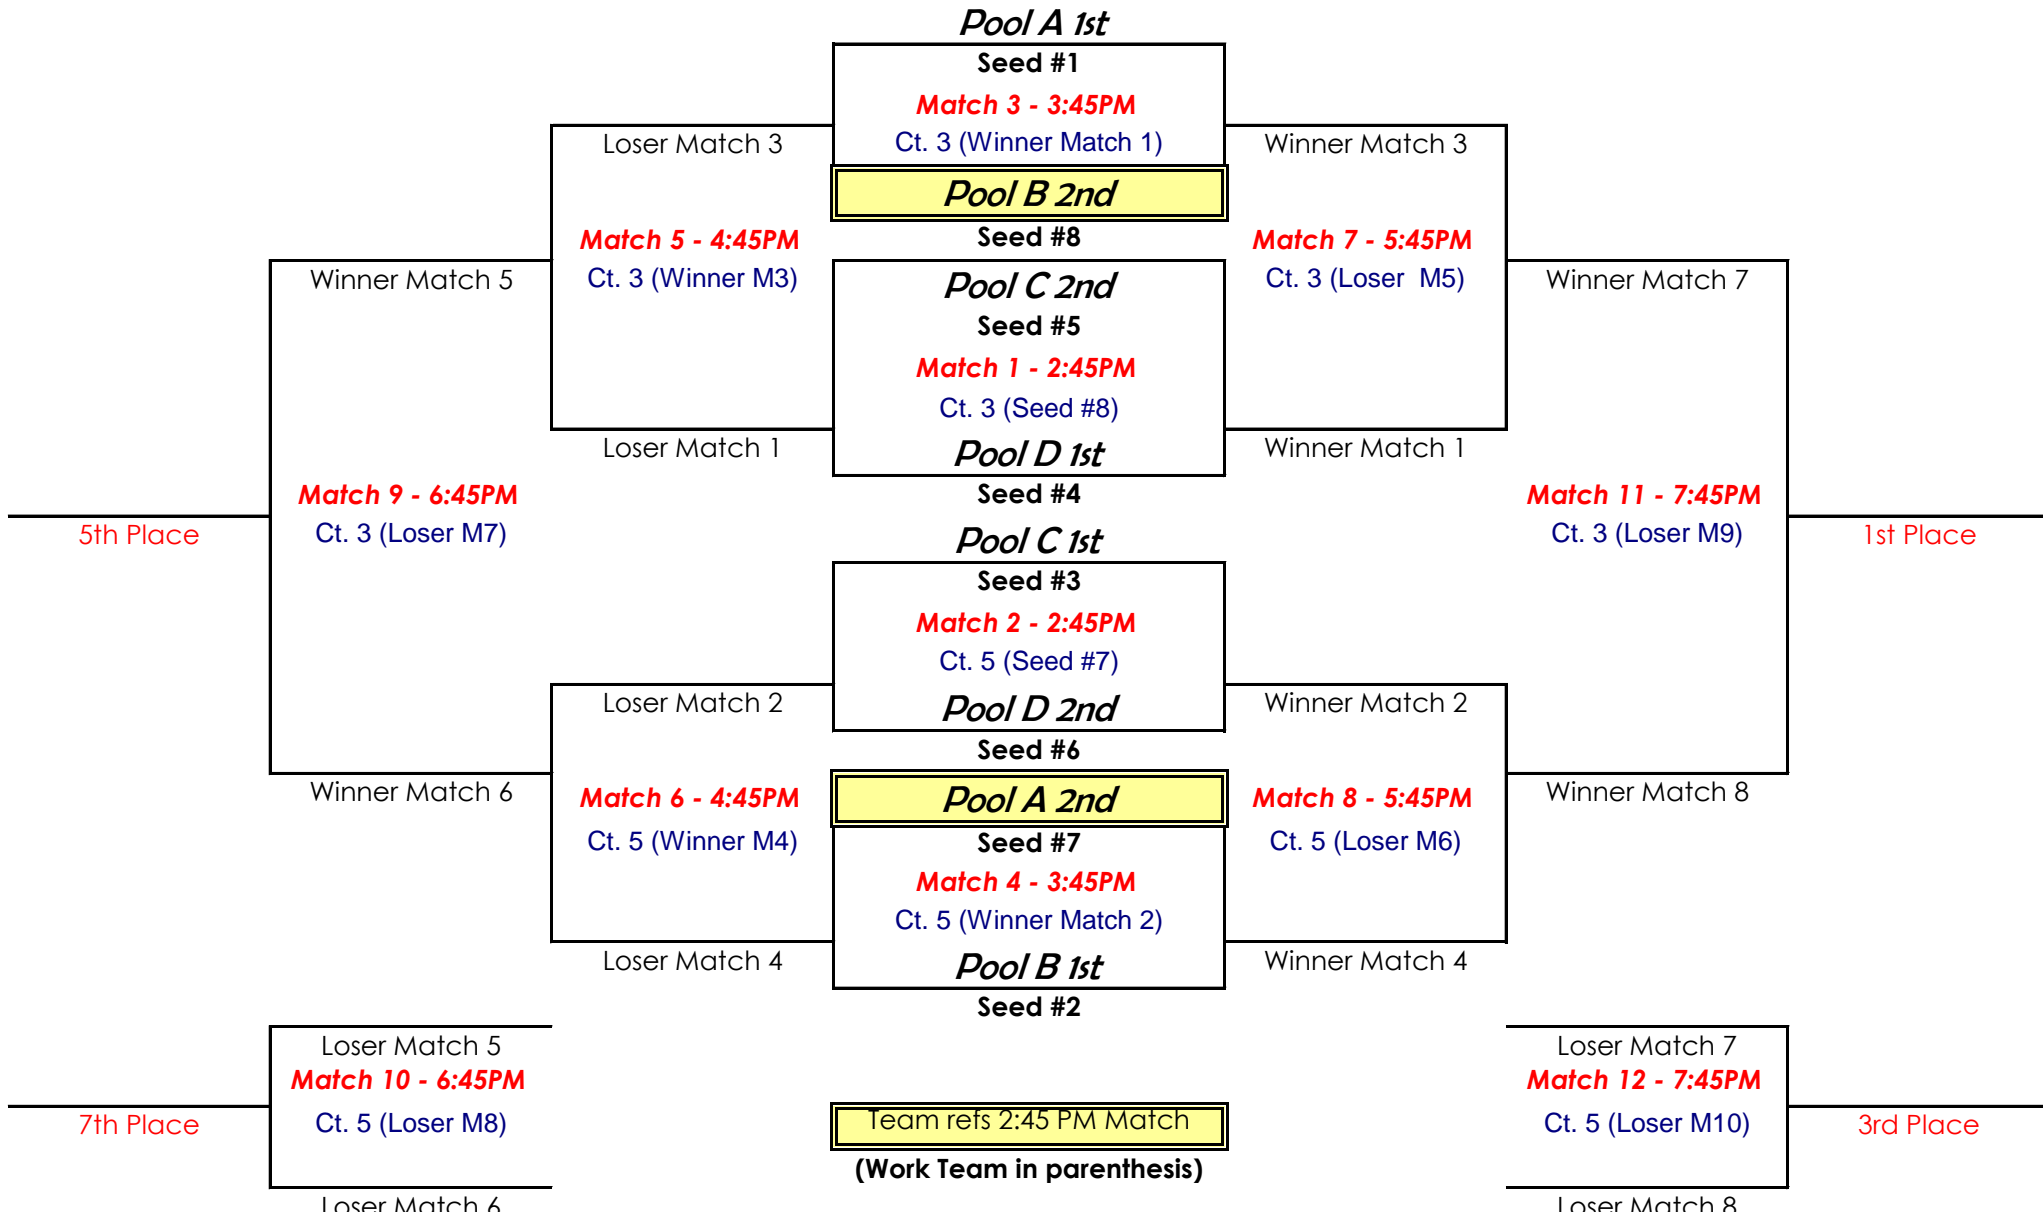 Pool A 1st
Seed #1
Match 3 - 3:45PM
Loser Match 3
Ct. 3 (Winner Match 1)
Winner Match 3
Pool B 2nd
Match 5 - 4:45PM
Seed #8
Match 7 - 5:45PM
Winner Match 5
Ct. 3 (Winner M3)
Pool C 2nd
Ct. 3 (Loser  M5)
Winner Match 7
Seed #5
Match 1 - 2:45PM
Ct. 3 (Seed #8)
Loser Match 1
Pool D 1st
Winner Match 1
Match 9 - 6:45PM
Seed #4
Match 11 - 7:45PM
5th Place
Ct. 3 (Loser M7)
Pool C 1st
Ct. 3 (Loser M9)
1st Place
Seed #3
Match 2 - 2:45PM
Ct. 5 (Seed #7)
Loser Match 2
Pool D 2nd
Winner Match 2
Seed #6
Winner Match 6
Match 6 - 4:45PM
Pool A 2nd
Match 8 - 5:45PM
Winner Match 8
Ct. 5 (Winner M4)
Seed #7
Ct. 5 (Loser M6)
Match 4 - 3:45PM
Ct. 5 (Winner Match 2)
Loser Match 4
Pool B 1st
Winner Match 4
Seed #2
Loser Match 5
Loser Match 7
Match 10 - 6:45PM
Match 12 - 7:45PM
7th Place
Ct. 5 (Loser M8)
Team refs 2:45 PM Match
Ct. 5 (Loser M10)
3rd Place
(Work Team in parenthesis)
Loser Match 6
Loser Match 8